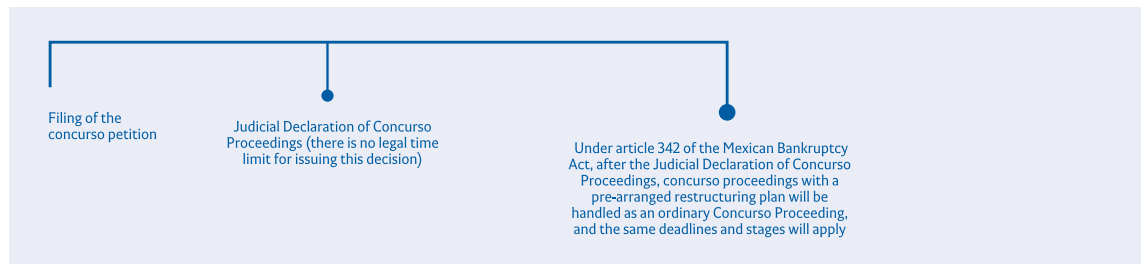 Filing of the
concurso petition
Judicial Declaration of Concurso
Proceedings (there is no legal time
limit for issuing this decision)
Under article 342 of the Mexican Bankruptcy
Act, after the Judicial Declaration of Concurso
Proceedings, concurso proceedings with a
pre-arranged restructuring plan will be
handled as an ordinary Concurso Proceeding,
and the same deadlines and stages will apply